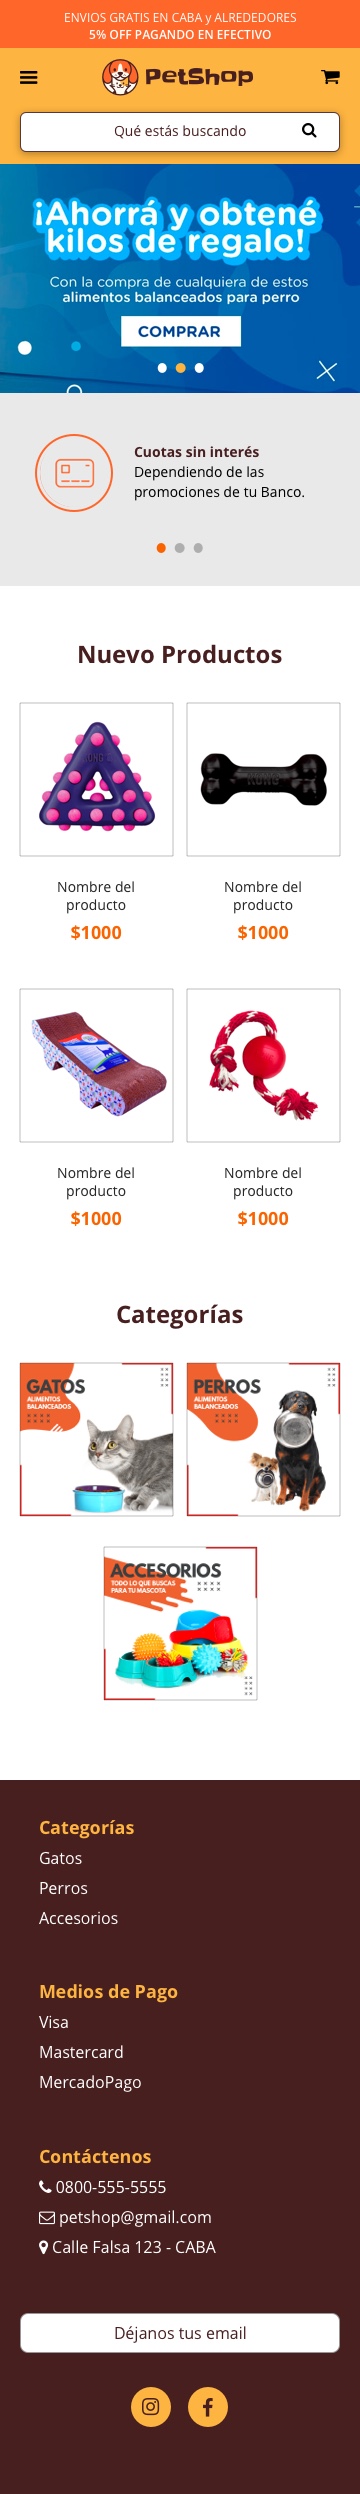 ENVIOS GRATIS EN CABA y ALREDEDORES
5% OFF PAGANDO EN EFECTIVO
PetShop
Qué estás buscando
¡Ahorrá y obtené
kilos de regalo!
Con la compra de cualquiera de estos
alimentos balanceados para perro
COMPRAR
Cuotas sin interés
Dependiendo de las
promociones de tu Banco.
Nuevo Productos
KONG
KONG
Nombre del
producto
$1000
Nombre del
producto
$1000
Nombre del
producto
$1000
Nombre del
producto
$1000
Categorías
GATOS
ALIMENTOS
BALANCEADOS
PERROS
ALIMENTOS
BALANCEADOS
ACCESORIOS
TODO LO QUE BUSCAS
PARA TU MASCOTA
Categorías
Gatos
Perros
Accesorios
Medios de Pago
Visa
Mastercard
MercadoPago
Contáctenos
0800-555-5555
petshop@gmail.com
Calle Falsa 123 - CABA
Déjanos tus email